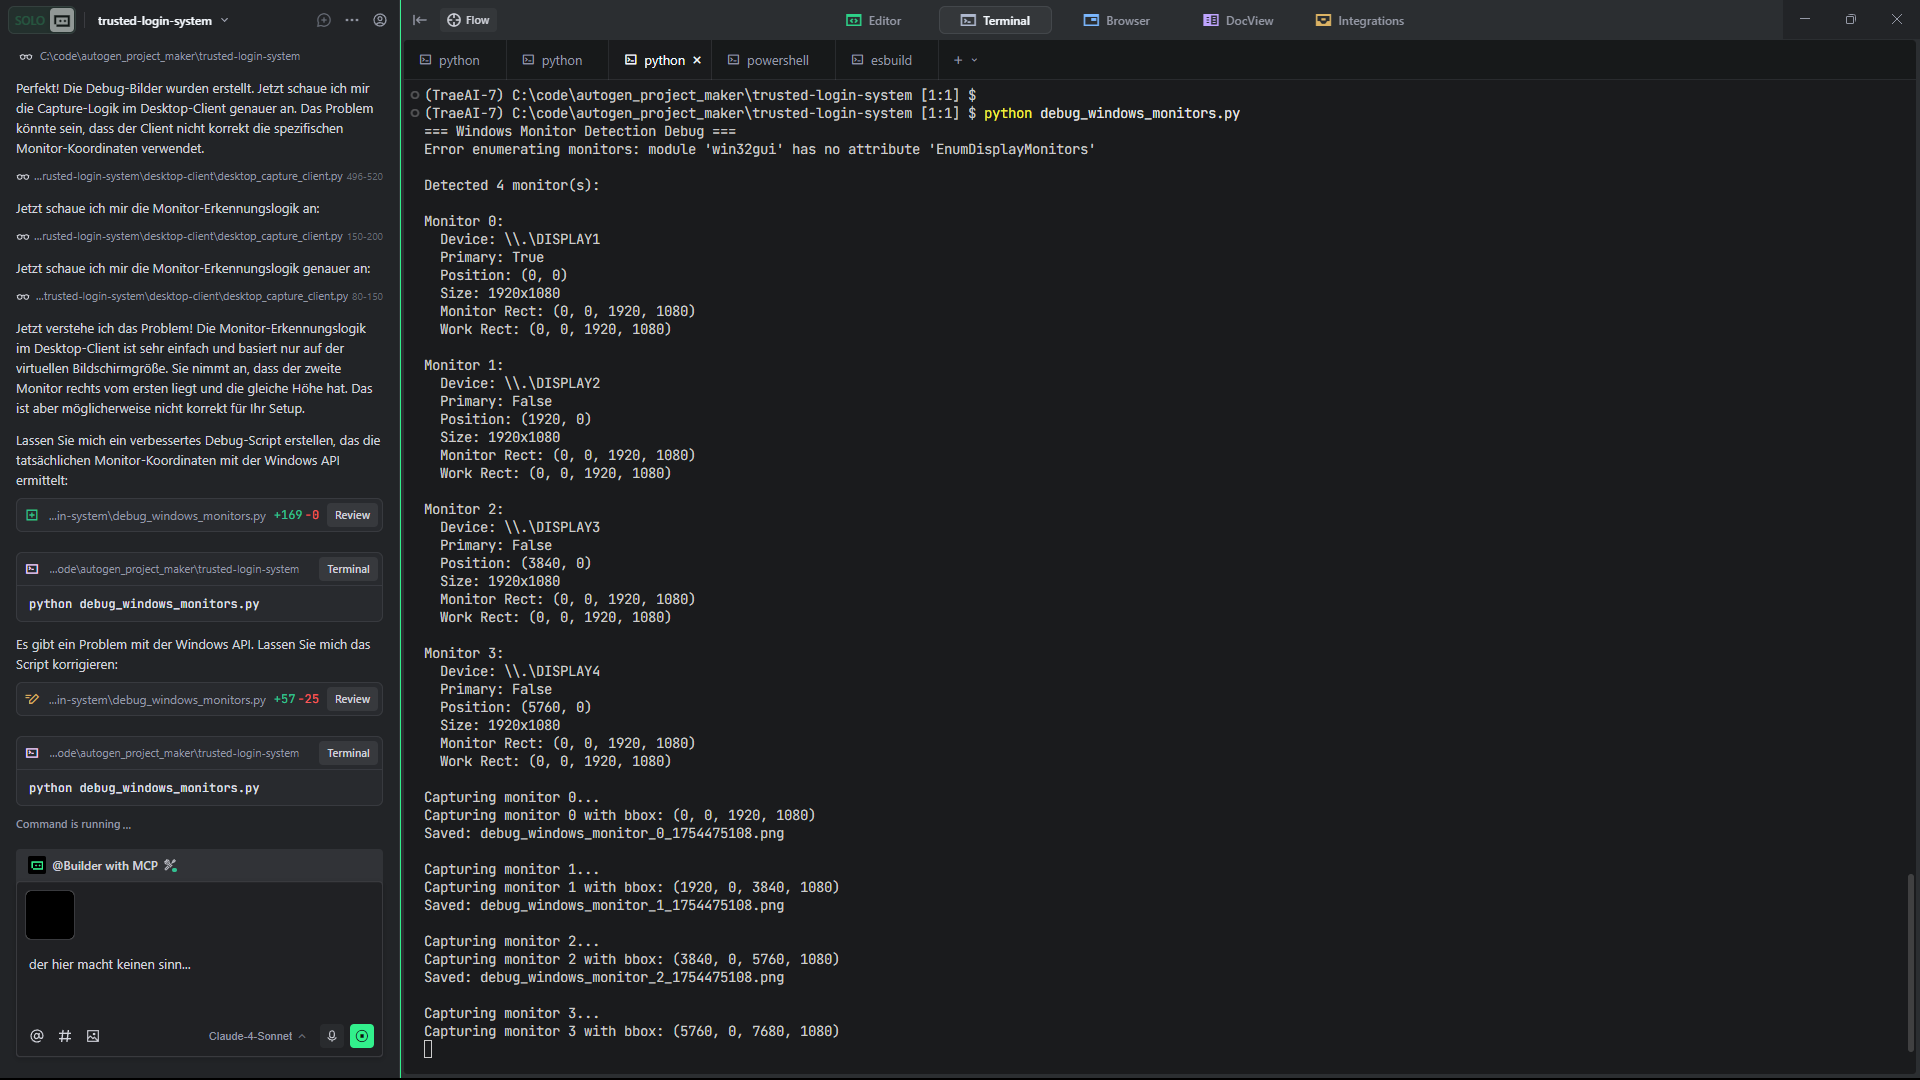 SOLO
trusted-login-system
C:\code\autogen_project_maker\trusted-login-system
Perfekt! Die Debug-Bilder wurden erstellt. Jetzt schaue ich mir
die Capture-Logik im Desktop-Client genauer an. Das Problem
könnte sein, dass der Client nicht korrekt die spezifischen
Monitor-Koordinaten verwendet.
...rusted-login-system\desktop-client\desktop_capture_client.py 496-520
Jetzt schaue ich mir die Monitor-Erkennungslogik an:
...rusted-login-system\desktop-client\desktop_capture_client.py 150-200
Jetzt schaue ich mir die Monitor-Erkennungslogik genauer an:
...trusted-login-system\desktop-client\desktop_capture_client.py 80-150
Jetzt verstehe ich das Problem! Die Monitor-Erkennungslogik
im Desktop-Client ist sehr einfach und basiert nur auf der
virtuellen Bildschirmgröße. Sie nimmt an, dass der zweite
Monitor rechts vom ersten liegt und die gleiche Höhe hat. Das
ist aber möglicherweise nicht korrekt für Ihr Setup.
Lassen Sie mich ein verbessertes Debug-Script erstellen, das die
tatsächlichen Monitor-Koordinaten mit der Windows API
ermittelt:
...in-system\debug_windows_monitors.py +169 -0 Review
...ode\autogen_project_maker\trusted-login-system Terminal
python debug_windows_monitors.py
Es gibt ein Problem mit der Windows API. Lassen Sie mich das
Script korrigieren:
...in-system\debug_windows_monitors.py +57 -25 Review
...ode\autogen_project_maker\trusted-login-system Terminal
python debug_windows_monitors.py
Command is running ...
@Builder with MCP
der hier macht keinen sinn...
Claude-4-Sonnet
Flow
Editor
Terminal
Browser
DocView
Integrations
python
python
python
powershell
esbuild
(TraeAI-7) C:\code\autogen_project_maker\trusted-login-system [1:1] $
(TraeAI-7) C:\code\autogen_project_maker\trusted-login-system [1:1] $ python debug_windows_monitors.py
=== Windows Monitor Detection Debug ===
Error enumerating monitors: module 'win32gui' has no attribute 'EnumDisplayMonitors'
Detected 4 monitor(s):
Monitor 0:
Device: \\.\DISPLAY1
Primary: True
Position: (0, 0)
Size: 1920x1080
Monitor Rect: (0, 0, 1920, 1080)
Work Rect: (0, 0, 1920, 1080)
Monitor 1:
Device: \\.\DISPLAY2
Primary: False
Position: (1920, 0)
Size: 1920x1080
Monitor Rect: (0, 0, 1920, 1080)
Work Rect: (0, 0, 1920, 1080)
Monitor 2:
Device: \\.\DISPLAY3
Primary: False
Position: (3840, 0)
Size: 1920x1080
Monitor Rect: (0, 0, 1920, 1080)
Work Rect: (0, 0, 1920, 1080)
Monitor 3:
Device: \\.\DISPLAY4
Primary: False
Position: (5760, 0)
Size: 1920x1080
Monitor Rect: (0, 0, 1920, 1080)
Work Rect: (0, 0, 1920, 1080)
Capturing monitor 0...
Capturing monitor 0 with bbox: (0, 0, 1920, 1080)
Saved: debug_windows_monitor_0_1754475108.png
Capturing monitor 1...
Capturing monitor 1 with bbox: (1920, 0, 3840, 1080)
Saved: debug_windows_monitor_1_1754475108.png
Capturing monitor 2...
Capturing monitor 2 with bbox: (3840, 0, 5760, 1080)
Saved: debug_windows_monitor_2_1754475108.png
Capturing monitor 3...
Capturing monitor 3 with bbox: (5760, 0, 7680, 1080)